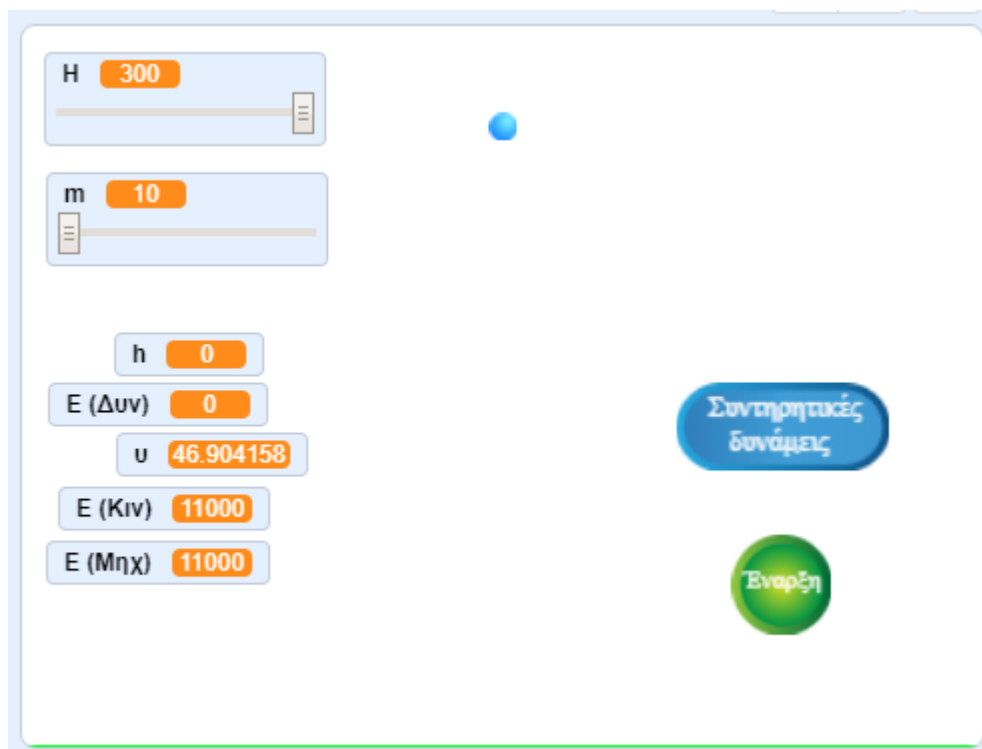 H 300
m 10
h 0
Ε (Δυν) 0
υ 46.904158
Ε (Κιν) 11000
Ε (Μηχ) 11000
Συντηρητικές
δυνάμεις
Έναρξη